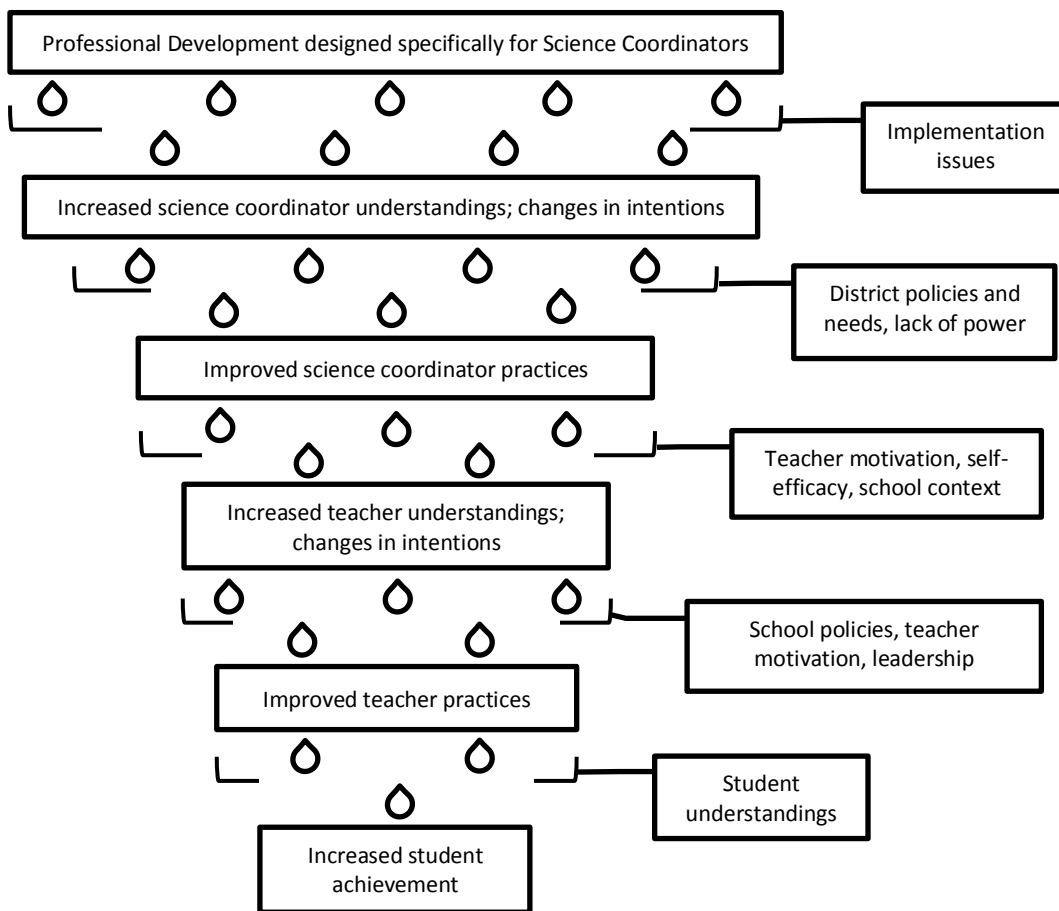 Professional Development designed specifically for Science Coordinators
Implementation
issues
Increased science coordinator understandings; changes in intentions
District policies and
needs, lack of power
Improved science coordinator practices
Teacher motivation, self-
efficacy, school context
Increased teacher understandings;
changes in intentions
School policies, teacher
motivation, leadership
Improved teacher practices
Student
understandings
Increased student
achievement